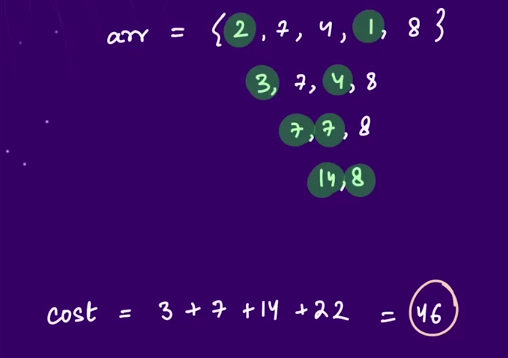 arr = {2, 7, 4, 1, 8}
3, 7, 4, 8
7, 7, 8
14, 8
cost = 3 + 7 + 14 + 22 = 46